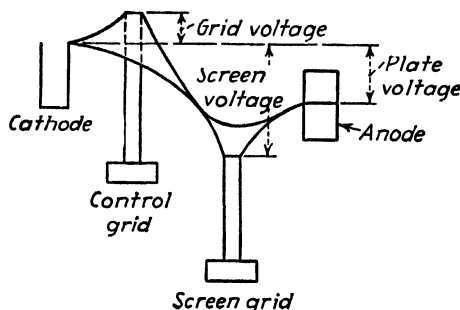 Grid voltage
Screen
voltage
Plate
voltage
Cathode
Anode
Control
grid
Screen grid